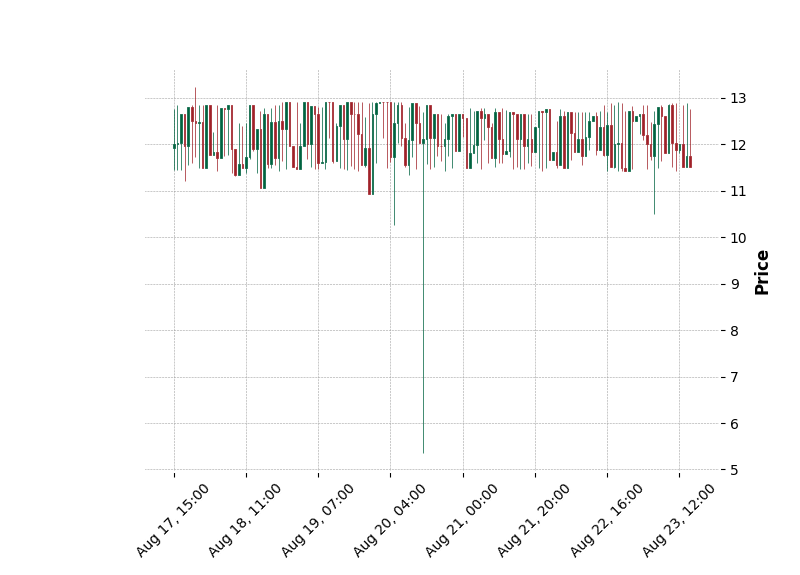 13
12
11
10
9
8
7
6
5
Price
Aug 17, 15:00
Aug 18, 11:00
Aug 19, 07:00
Aug 20, 04:00
Aug 21, 00:00
Aug 21, 20:00
Aug 22, 16:00
Aug 23, 12:00